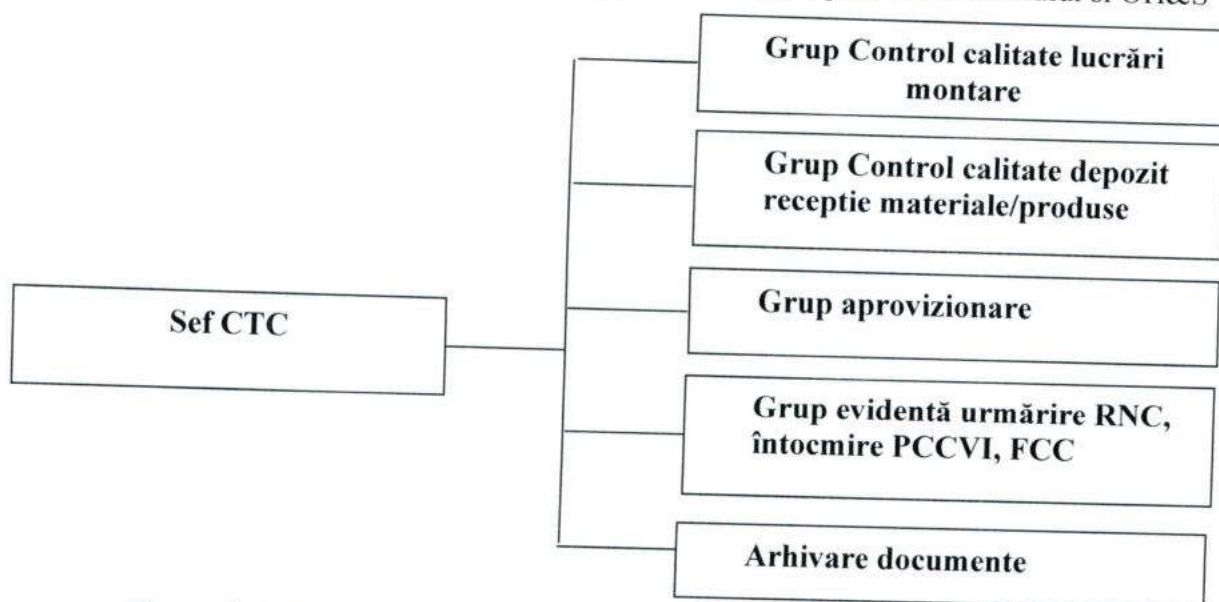 Grup Control calitate lucrări
montare
Grup Control calitate depozit
receptie materiale/produse
Grup aprovizionare
Sef CTC
Grup evidentă urmărire RNC,
întocmire PCCVI, FCC
Arhivare documente